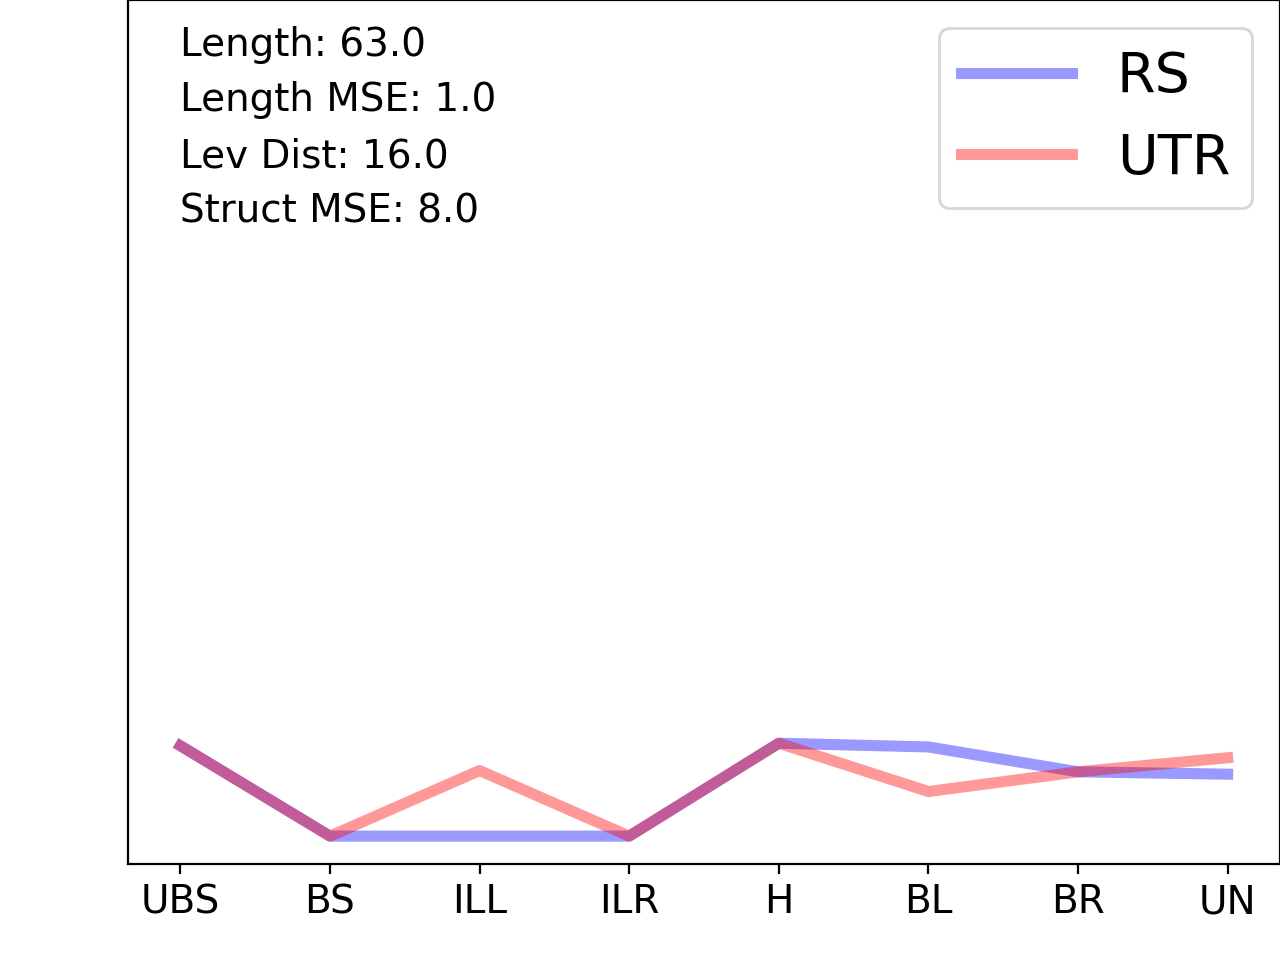 Length: 63.0
Length MSE: 1.0
Lev Dist: 16.0
Struct MSE: 8.0
RS
UTR
UBS BS ILL ILR H BL BR UN